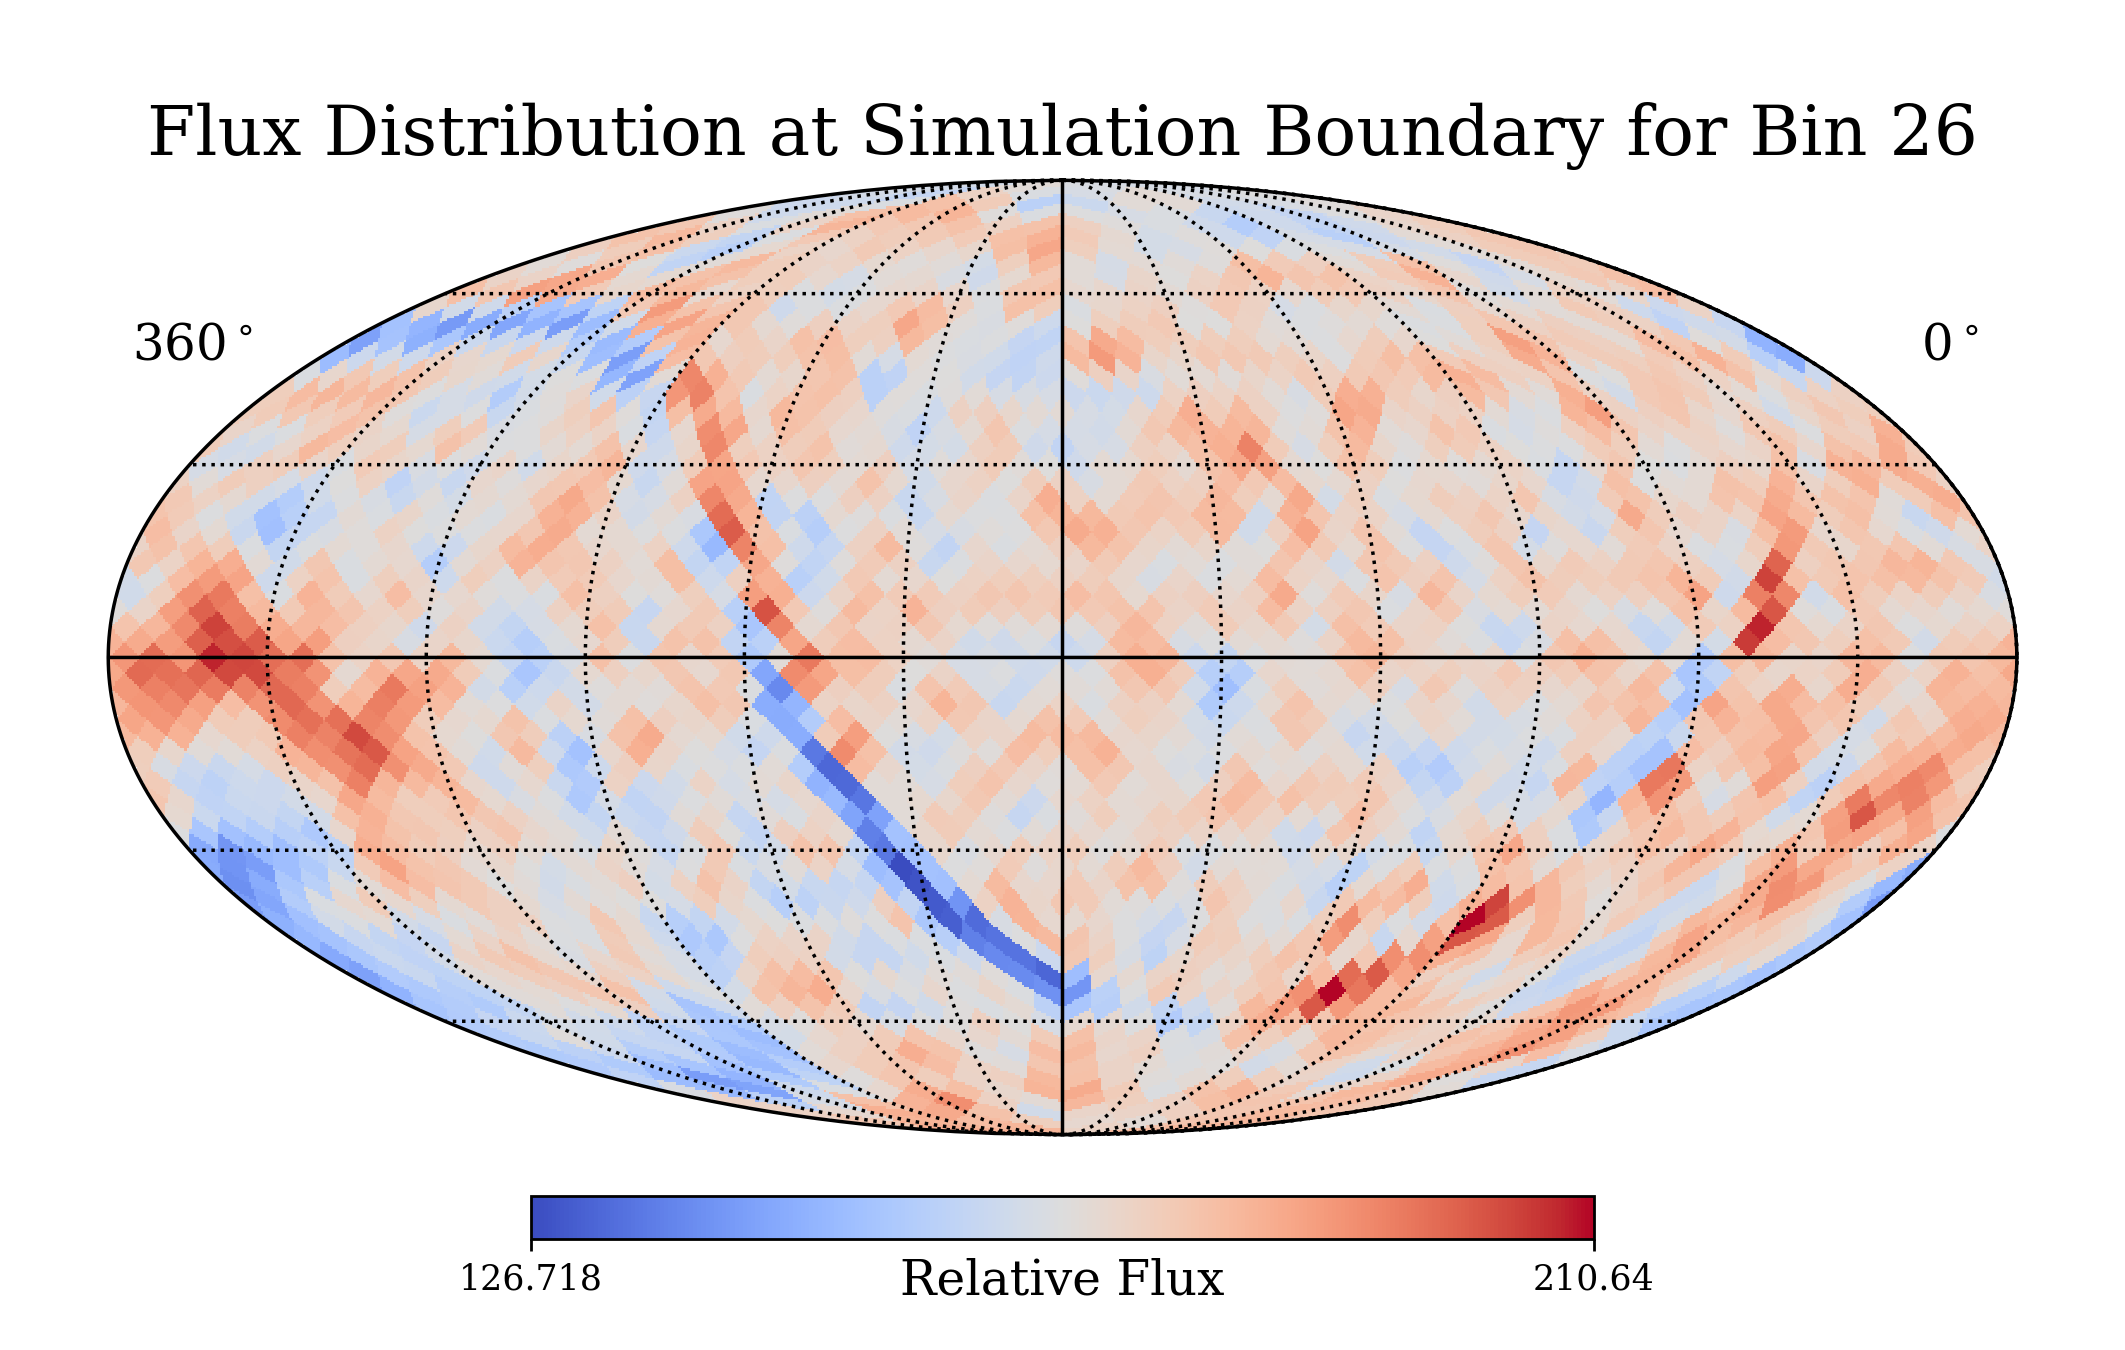 Flux Distribution at Simulation Boundary for Bin 26
360°
0°
126.718
Relative Flux
210.64